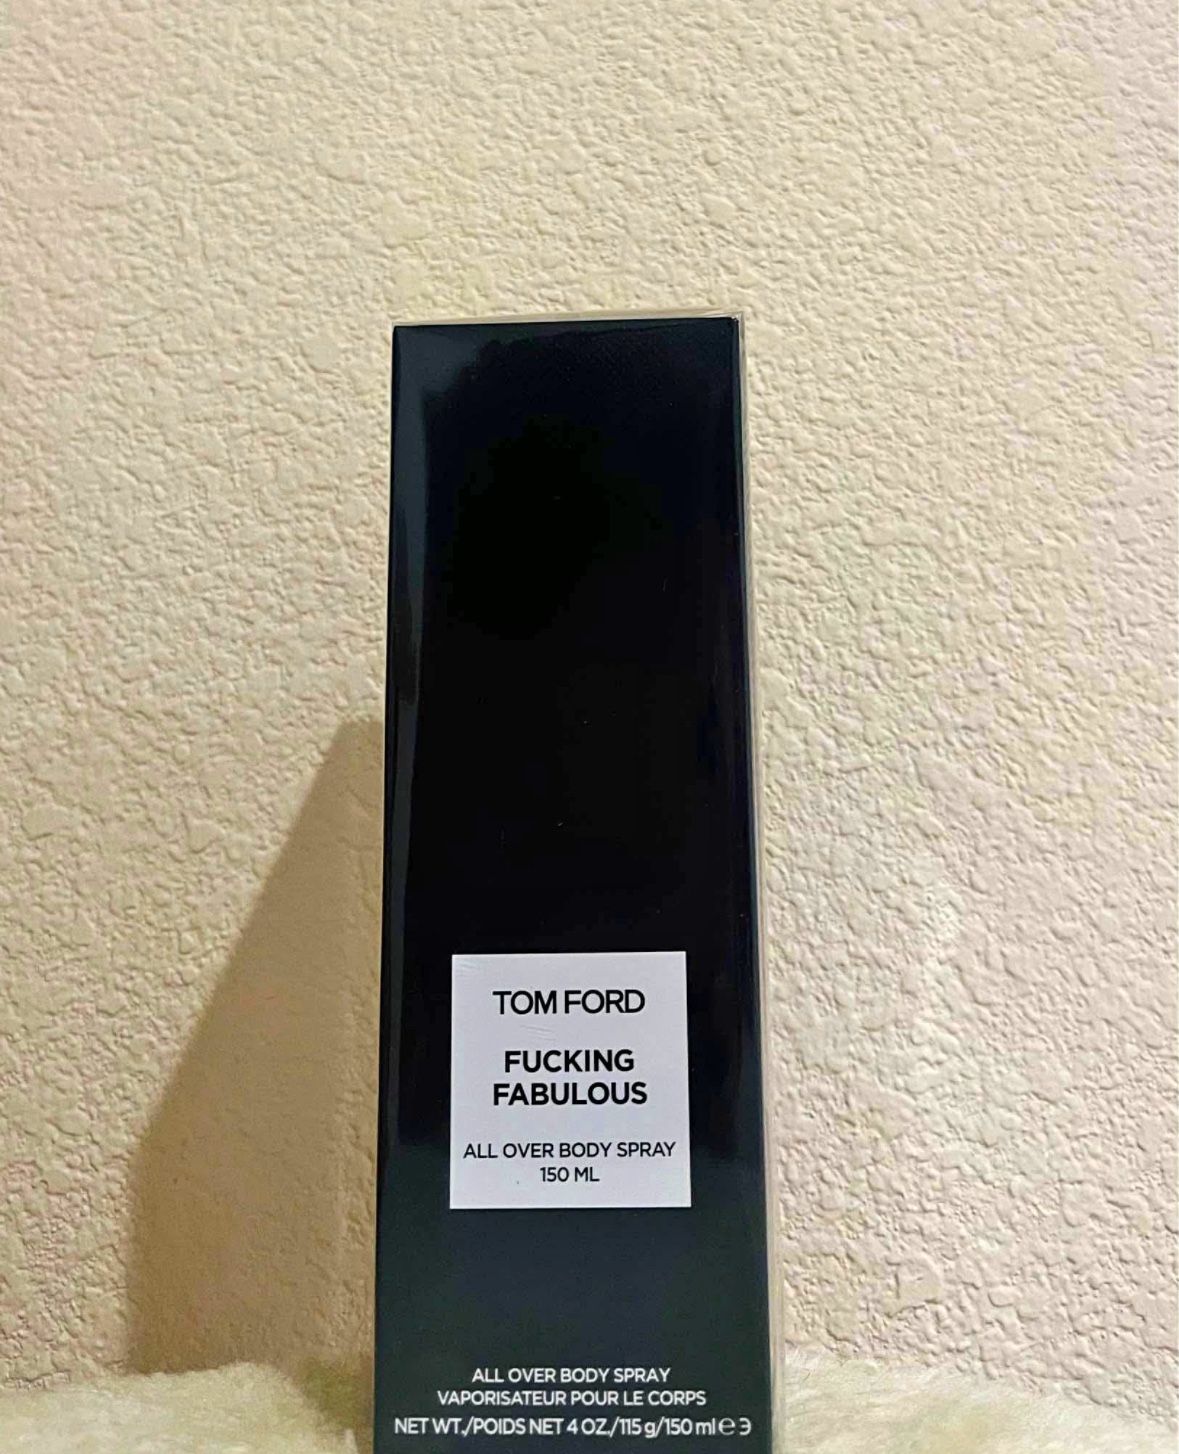 TOM FORD
FUCKING
FABULOUS
ALL OVER BODY SPRAY
150 ML
ALL OVER BODY SPRAY
VAPORISATEUR POUR LE CORPS
NET WT./POIDS NET 4 OZ./115 g/150 ml ℮ ɜ